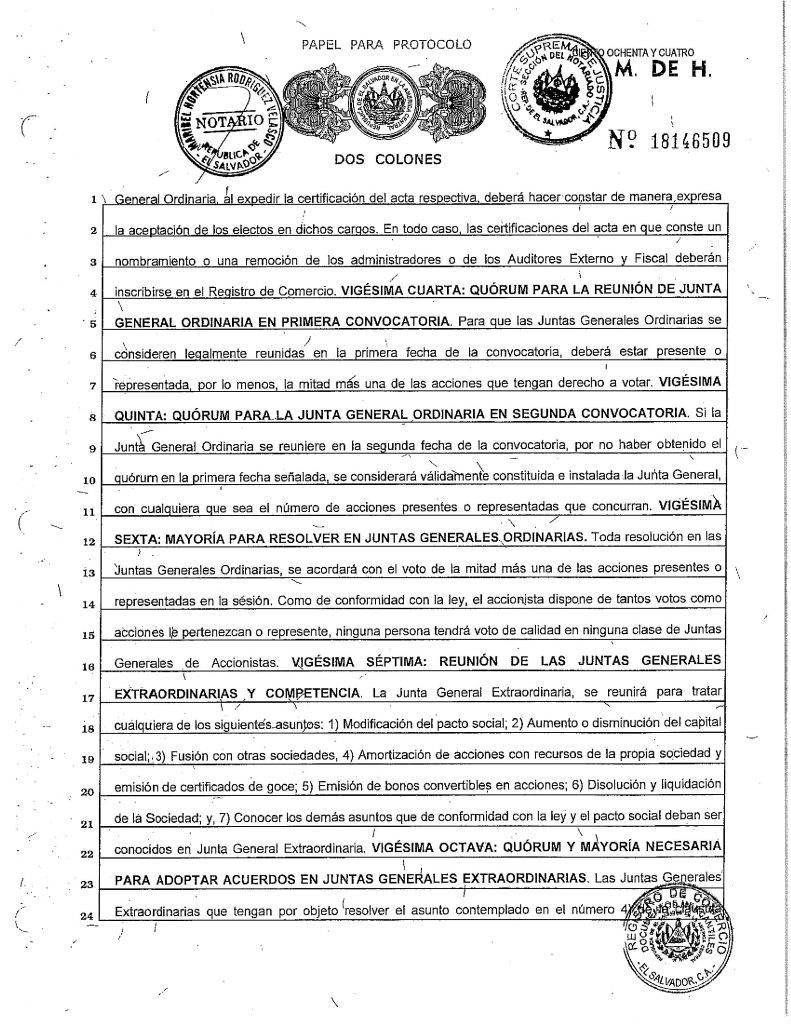 PAPEL PARA PROTOCOLO
OCHENTA Y CUATRO
M. DE H.
CORTE SUPREMA DE JUSTICIA
SECCIÓN DEL NOTARIADO
REP. DE EL SALVADOR, C.A.
MARIBEL HORTENSIA RODRIGUEZ VELASCO
NOTARIO
REPUBLICA DE
EL SALVADOR
REPUBLICA DE EL SALVADOR EN LA AMERICA CENTRAL
Nº 18146509
DOS COLONES
1 General Ordinaria, al expedir la certificación del acta respectiva, deberá hacer constar de manera expresa
2 la aceptación de los electos en dichos cargos. En todo caso, las certificaciones del acta en que conste un
3 nombramiento o una remoción de los administradores o de los Auditores Externo y Fiscal deberán
4 inscribirse en el Registro de Comercio. VIGÉSIMA CUARTA: QUÓRUM PARA LA REUNIÓN DE JUNTA
5 GENERAL ORDINARIA EN PRIMERA CONVOCATORIA. Para que las Juntas Generales Ordinarias se
6 consideren legalmente reunidas en la primera fecha de la convocatoria, deberá estar presente o
7 representada, por lo menos, la mitad más una de las acciones que tengan derecho a votar. VIGÉSIMA
8 QUINTA: QUÓRUM PARA LA JUNTA GENERAL ORDINARIA EN SEGUNDA CONVOCATORIA. Si la
9 Junta General Ordinaria se reuniere en la segunda fecha de la convocatoria, por no haber obtenido el
10 quórum en la primera fecha señalada, se considerará válidamente constituida e instalada la Junta General,
11 con cualquiera que sea el número de acciones presentes o representadas que concurran. VIGÉSIMA
12 SEXTA: MAYORÍA PARA RESOLVER EN JUNTAS GENERALES ORDINARIAS. Toda resolución en las
13 Juntas Generales Ordinarias, se acordará con el voto de la mitad más una de las acciones presentes o
14 representadas en la sesión. Como de conformidad con la ley, el accionista dispone de tantos votos como
15 acciones le pertenezcan o represente, ninguna persona tendrá voto de calidad en ninguna clase de Juntas
16 Generales de Accionistas. VIGÉSIMA SÉPTIMA: REUNIÓN DE LAS JUNTAS GENERALES
17 EXTRAORDINARIAS Y COMPETENCIA. La Junta General Extraordinaria, se reunirá para tratar
18 cualquiera de los siguientes asuntos: 1) Modificación del pacto social; 2) Aumento o disminución del capital
19 social; 3) Fusión con otras sociedades, 4) Amortización de acciones con recursos de la propia sociedad y
20 emisión de certificados de goce; 5) Emisión de bonos convertibles en acciones; 6) Disolución y liquidación
21 de la Sociedad; y, 7) Conocer los demás asuntos que de conformidad con la ley y el pacto social deban ser
22 conocidos en Junta General Extraordinaria. VIGÉSIMA OCTAVA: QUÓRUM Y MAYORÍA NECESARIA
23 PARA ADOPTAR ACUERDOS EN JUNTAS GENERALES EXTRAORDINARIAS. Las Juntas Generales
24 Extraordinarias que tengan por objeto resolver el asunto contemplado en el número 4)
REGISTRO DE COMERCIO
DOCUMENTOS MERCANTILES
EL SALVADOR, C.A.